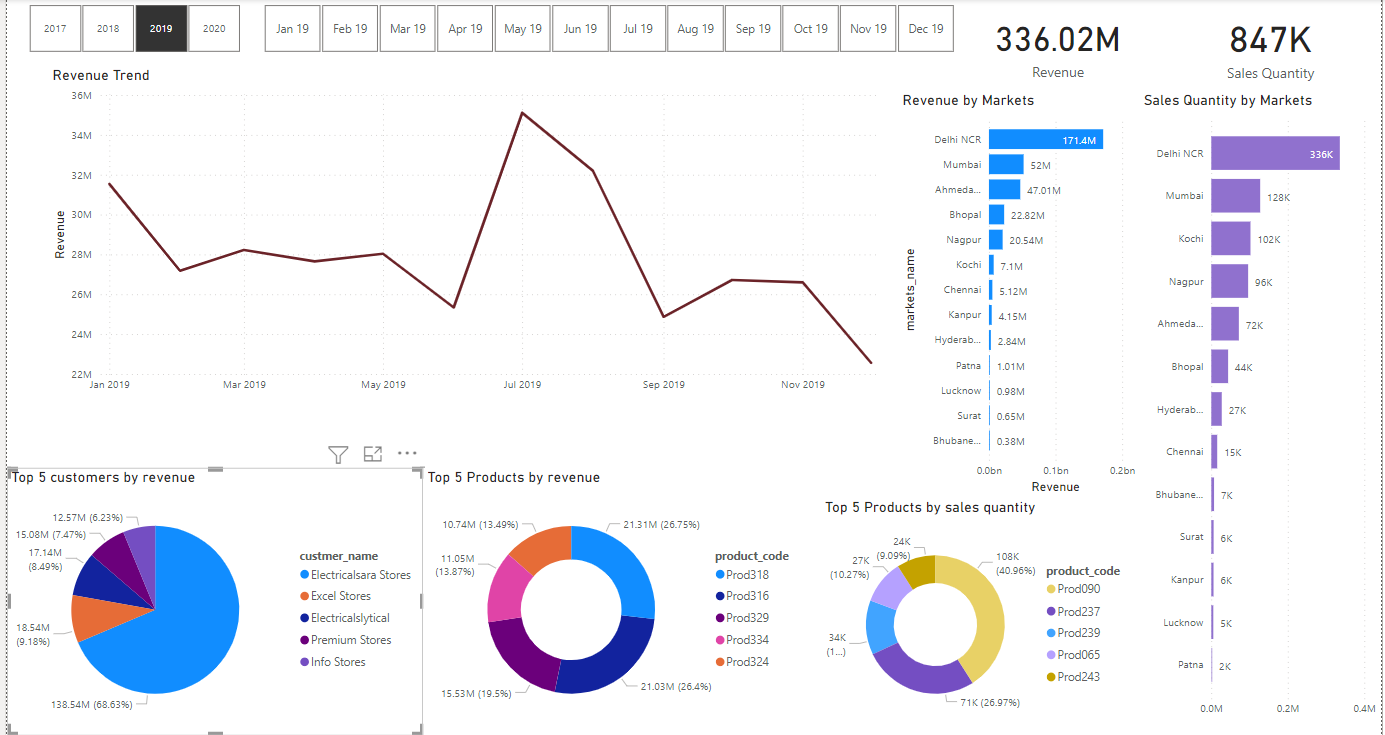 2017 2018 2019 2020
Jan 19 Feb 19 Mar 19 Apr 19 May 19 Jun 19 Jul 19 Aug 19 Sep 19 Oct 19 Nov 19 Dec 19
336.02M
Revenue
847K
Sales Quantity
Revenue Trend
Revenue
36M
34M
32M
30M
28M
26M
24M
22M
Jan 2019 Mar 2019 May 2019 Jul 2019 Sep 2019 Nov 2019
Revenue by Markets
markets_name
Delhi NCR 171.4M
Mumbai 52M
Ahmeda... 47.01M
Bhopal 22.82M
Nagpur 20.54M
Kochi 7.1M
Chennai 5.12M
Kanpur 4.15M
Hyderab... 2.84M
Patna 1.01M
Lucknow 0.98M
Surat 0.65M
Bhubane... 0.38M
0.0bn 0.1bn 0.2bn
Revenue
Sales Quantity by Markets
Delhi NCR 336K
Mumbai 128K
Kochi 102K
Nagpur 96K
Ahmeda... 72K
Bhopal 44K
Hyderab... 27K
Chennai 15K
Bhubane... 7K
Surat 6K
Kanpur 6K
Lucknow 5K
Patna 2K
0.0M 0.2M 0.4M
Top 5 customers by revenue
12.57M (6.23%)
15.08M (7.47%)
17.14M
(8.49%)
18.54M
(9.18%)
138.54M (68.63%)
custmer_name
Electricalsara Stores
Excel Stores
Electricalslytical
Premium Stores
Info Stores
Top 5 Products by revenue
10.74M (13.49%)
21.31M (26.75%)
11.05M
(13.87%)
15.53M (19.5%)
21.03M (26.4%)
product_code
Prod318
Prod316
Prod329
Prod334
Prod324
Top 5 Products by sales quantity
24K
(9.09%)
27K
(10.27%)
108K
(40.96%)
34K
(1...)
71K (26.97%)
product_code
Prod090
Prod237
Prod239
Prod065
Prod243